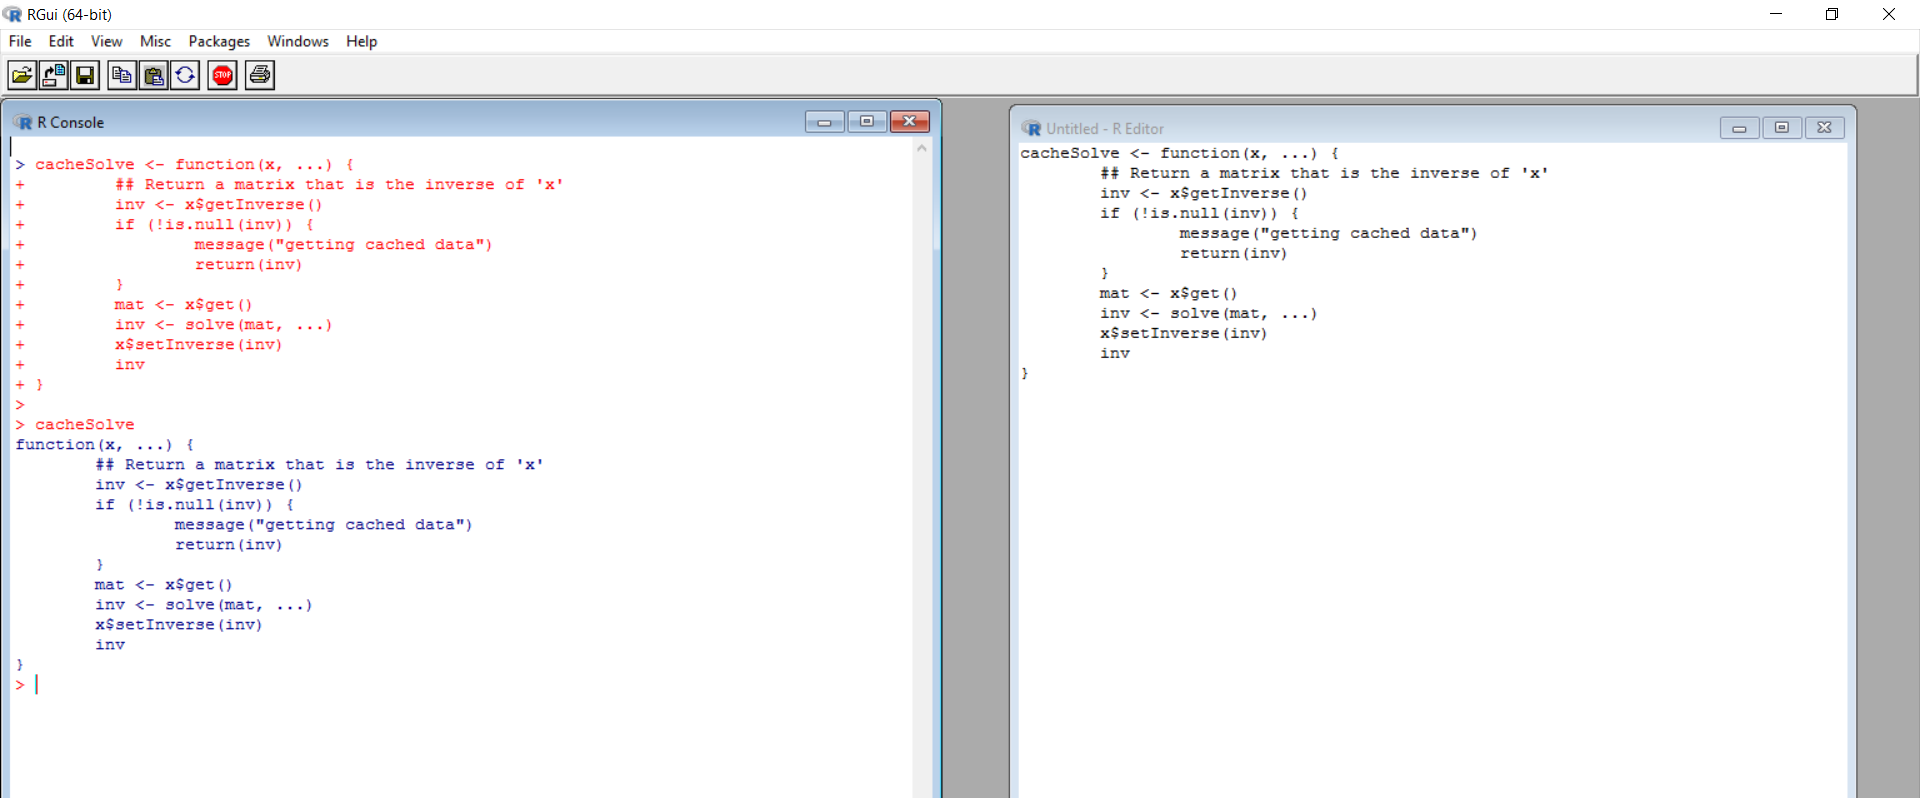 RGui (64-bit)
File Edit View Misc Packages Windows Help
STOP
R Console
> cacheSolve <- function(x, ...) {
+         ## Return a matrix that is the inverse of 'x'
+         inv <- x$getInverse()
+         if (!is.null(inv)) {
+                 message("getting cached data")
+                 return(inv)
+         }
+         mat <- x$get()
+         inv <- solve(mat, ...)
+         x$setInverse(inv)
+         inv
+ }
>
> cacheSolve
function(x, ...) {
        ## Return a matrix that is the inverse of 'x'
        inv <- x$getInverse()
        if (!is.null(inv)) {
                message("getting cached data")
                return(inv)
        }
        mat <- x$get()
        inv <- solve(mat, ...)
        x$setInverse(inv)
        inv
}
>
Untitled - R Editor
cacheSolve <- function(x, ...) {
        ## Return a matrix that is the inverse of 'x'
        inv <- x$getInverse()
        if (!is.null(inv)) {
                message("getting cached data")
                return(inv)
        }
        mat <- x$get()
        inv <- solve(mat, ...)
        x$setInverse(inv)
        inv
}